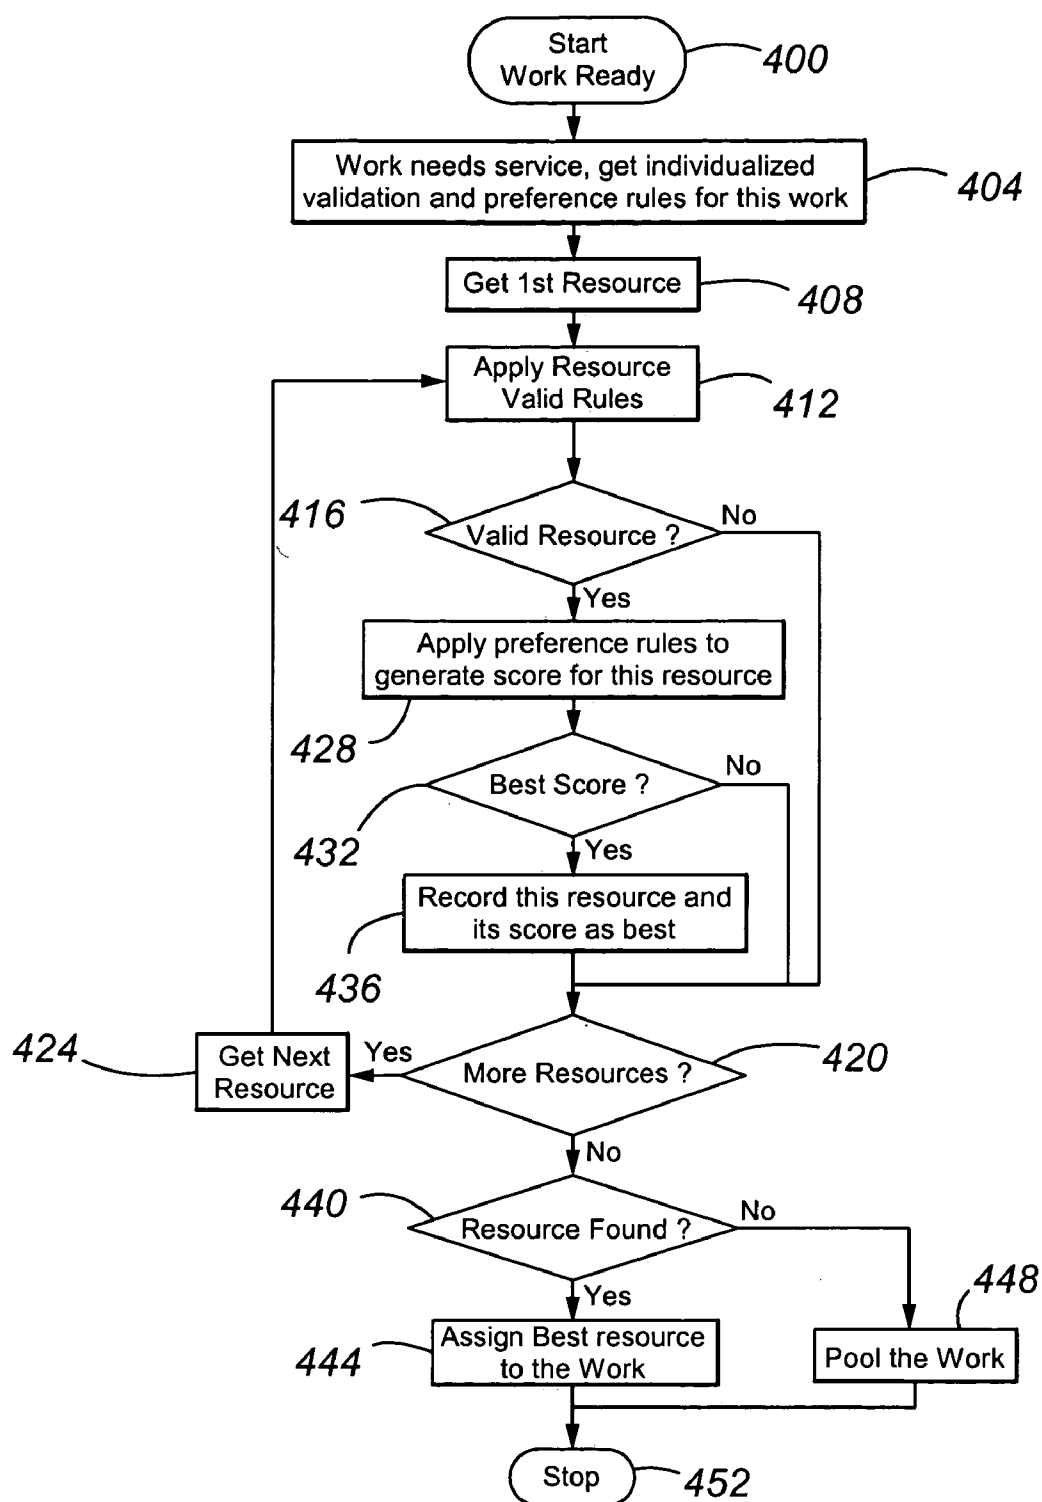 Start
Work Ready
400
Work needs service, get individualized
validation and preference rules for this work
404
Get 1st Resource
408
Apply Resource
Valid Rules
412
416
Valid Resource ?
No
Yes
Apply preference rules to
generate score for this resource
428
Best Score ?
No
432
Yes
Record this resource and
its score as best
436
424
Get Next
Resource
Yes
More Resources ?
420
No
440
Resource Found ?
No
Yes
448
Assign Best resource
to the Work
444
Pool the Work
Stop
452